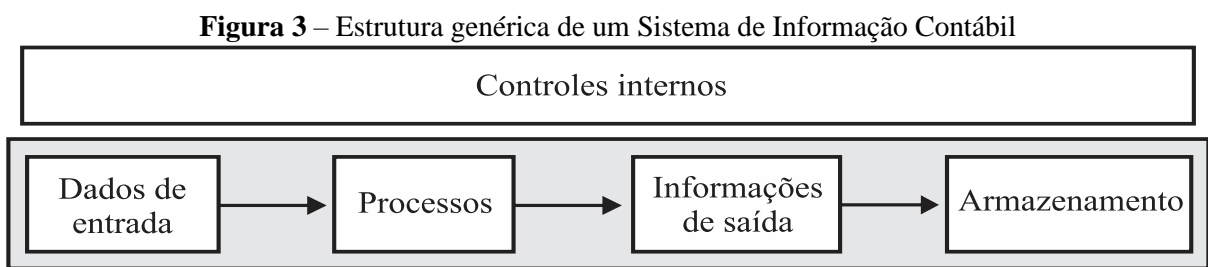 Figura 3 – Estrutura genérica de um Sistema de Informação Contábil
Controles internos
Dados de
entrada
Processos
Informações
de saída
Armazenamento